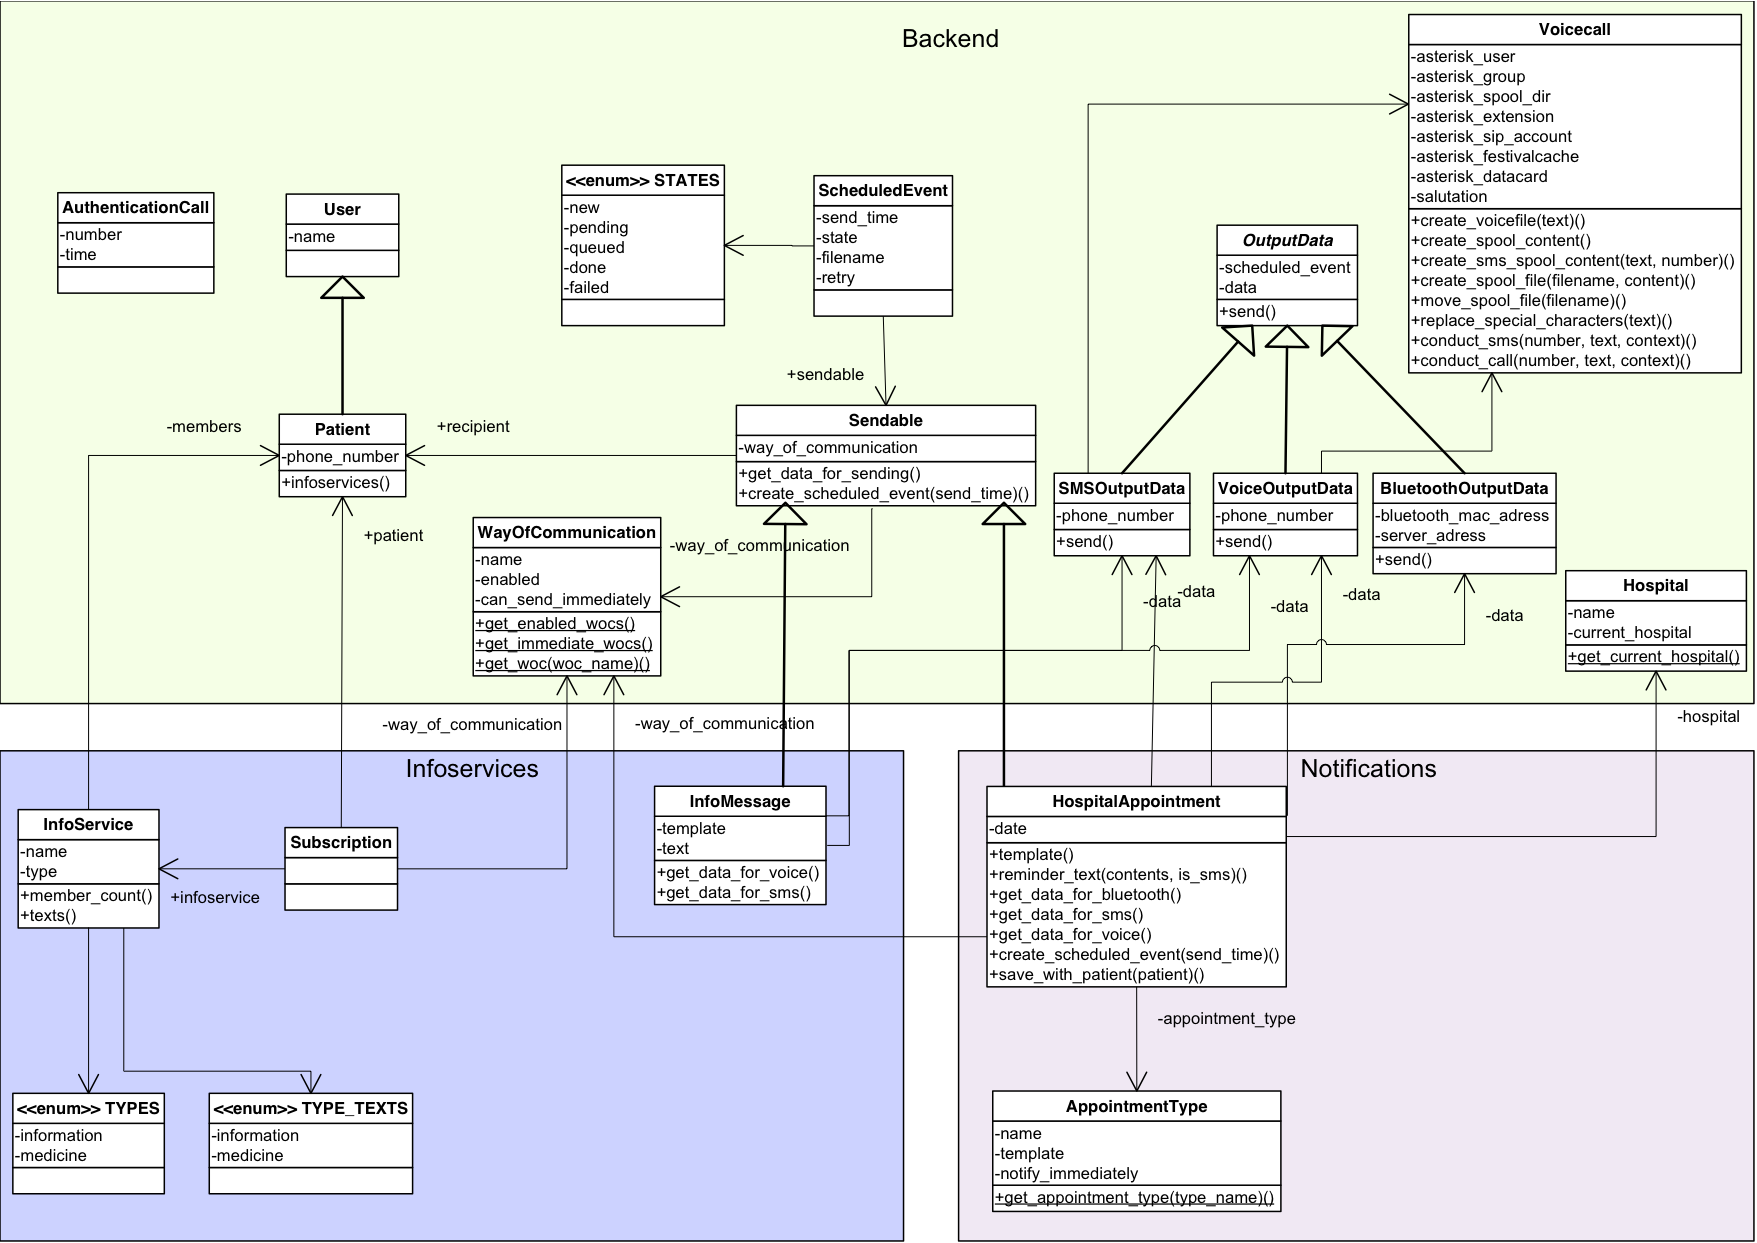 Backend
Voicecall
-asterisk_user
-asterisk_group
-asterisk_spool_dir
-asterisk_extension
-asterisk_sip_account
-asterisk_festivalcache
-asterisk_datacard
-salutation
+create_voicefile(text)()
+create_spool_content()
+create_sms_spool_content(text, number)()
+create_spool_file(filename, content)()
+move_spool_file(filename)()
+replace_special_characters(text)()
+conduct_sms(number, text, context)()
+conduct_call(number, text, context)()
AuthenticationCall
-number
-time
User
-name
<<enum>> STATES
-new
-pending
-queued
-done
-failed
ScheduledEvent
-send_time
-state
-filename
-retry
OutputData
-scheduled_event
-data
+send()
+sendable
-members
Patient
-phone_number
+infoservices()
+recipient
Sendable
-way_of_communication
+get_data_for_sending()
+create_scheduled_event(send_time)()
SMSOutputData
-phone_number
+send()
VoiceOutputData
-phone_number
+send()
BluetoothOutputData
-bluetooth_mac_adress
-server_adress
+send()
+patient
WayOfCommunication
-name
-enabled
-can_send_immediately
+get_enabled_wocs()
+get_immediate_wocs()
+get_woc(woc_name)()
-way_of_communication
-data
-data
-data
-data
-data
Hospital
-name
-current_hospital
+get_current_hospital()
-way_of_communication
-way_of_communication
-hospital
Infoservices
InfoService
-name
-type
+member_count()
+texts()
Subscription
+infoservice
InfoMessage
-template
-text
+get_data_for_voice()
+get_data_for_sms()
<<enum>> TYPES
-information
-medicine
<<enum>> TYPE_TEXTS
-information
-medicine
Notifications
HospitalAppointment
-date
+template()
+reminder_text(contents, is_sms)()
+get_data_for_bluetooth()
+get_data_for_sms()
+get_data_for_voice()
+create_scheduled_event(send_time)()
+save_with_patient(patient)()
-appointment_type
AppointmentType
-name
-template
-notify_immediately
+get_appointment_type(type_name)()